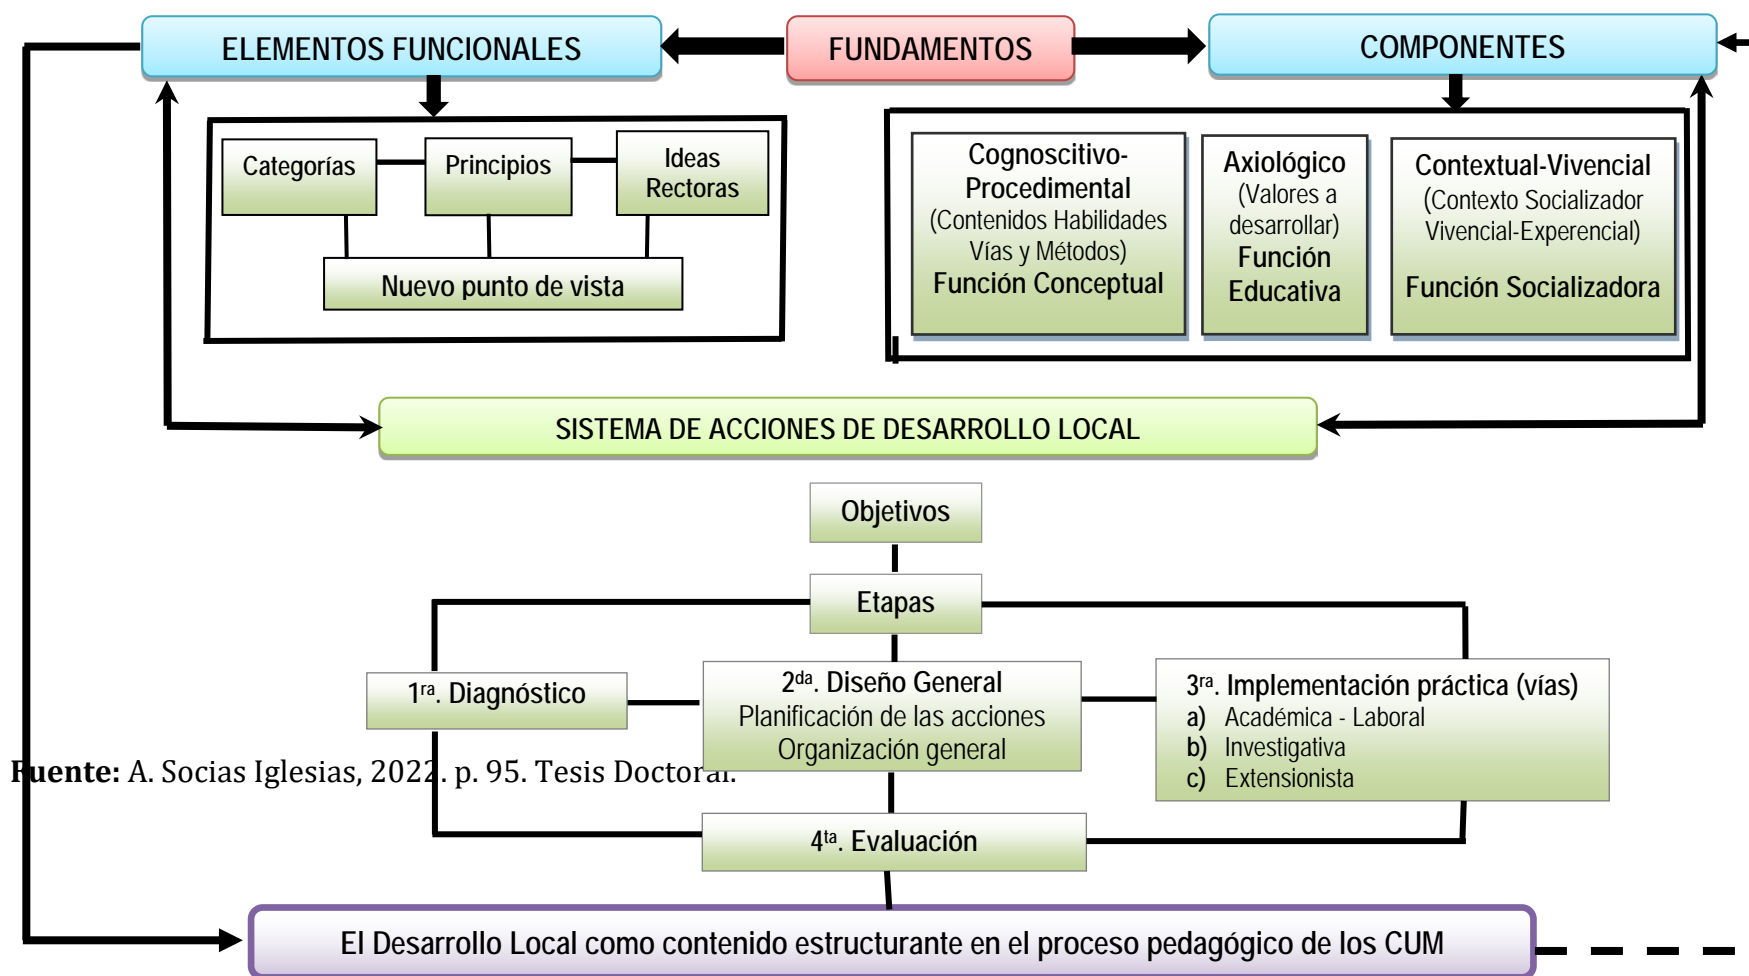 ELEMENTOS FUNCIONALES
FUNDAMENTOS
COMPONENTES
Categorías
Principios
Ideas
Rectoras
Nuevo punto de vista
Cognoscitivo-
Procedimental
(Contenidos Habilidades
Vías y Métodos)
Función Conceptual
Axiológico
(Valores a
desarrollar)
Función
Educativa
Contextual-Vivencial
(Contexto Socializador
Vivencial-Experencial)
Función Socializadora
SISTEMA DE ACCIONES DE DESARROLLO LOCAL
Objetivos
Etapas
1ra. Diagnóstico
2da. Diseño General
Planificación de las acciones
Organización general
3ra. Implementación práctica (vías)
a) Académica - Laboral
b) Investigativa
c) Extensionista
Fuente: A. Socias Iglesias, 2022. p. 95. Tesis Doctoral.
4ta. Evaluación
El Desarrollo Local como contenido estructurante en el proceso pedagógico de los CUM